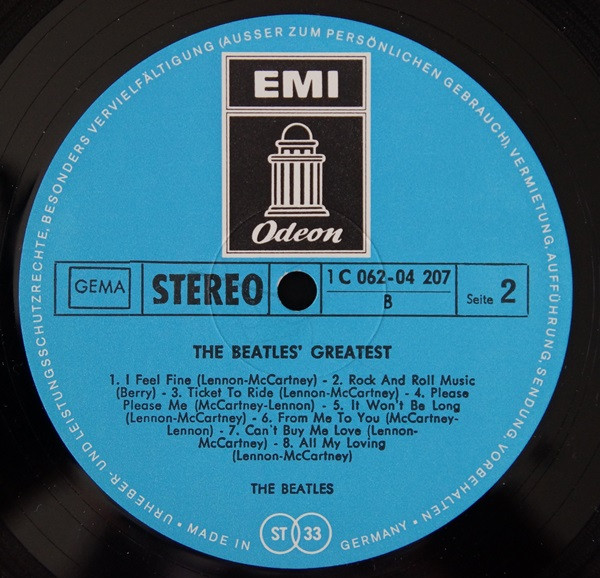 URHEBER- UND LEISTUNGSSCHUTZRECHTE, BESONDERS VERVIELFÄLTIGUNG (AUSSER ZUM PERSÖNLICHEN GEBRAUCH), VERMIETUNG, AUFFÜHRUNG, SENDUNG VORBEHALTEN
EMI
Odeon
GEMA
STEREO
1 C 062-04 207
B
Seite 2
THE BEATLES' GREATEST
1. I Feel Fine (Lennon-McCartney) - 2. Rock And Roll Music
(Berry) - 3. Ticket To Ride (Lennon-McCartney) - 4. Please
Please Me (McCartney-Lennon) - 5. It Won't Be Long
(Lennon-McCartney) - 6. From Me To You (McCartney-
Lennon) - 7. Can't Buy Me Love (Lennon-
McCartney) - 8. All My Loving
(Lennon-McCartney)
THE BEATLES
• MADE IN ST 33 GERMANY •